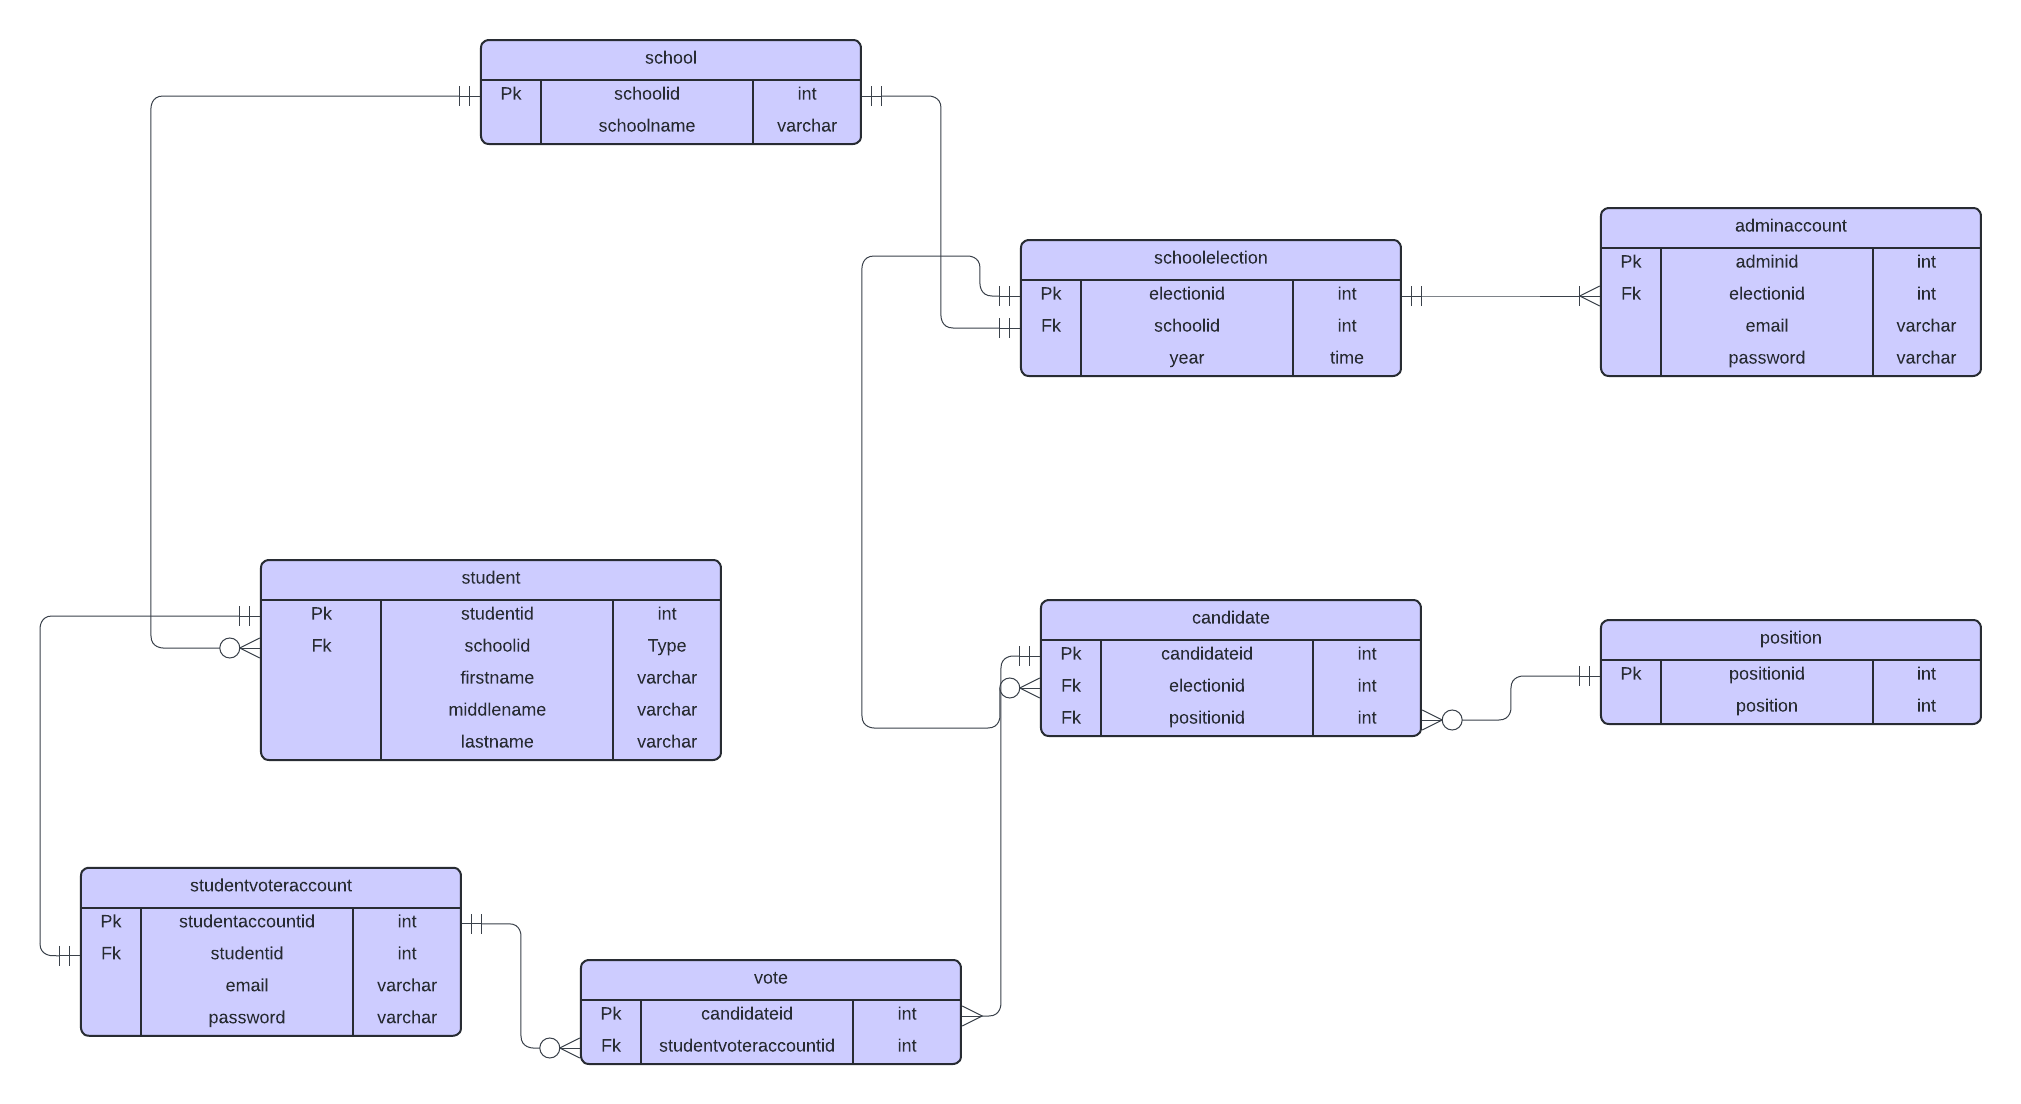 school
Pk schoolid int
schoolname varchar
schoolelection
Pk electionid int
Fk schoolid int
year time
adminaccount
Pk adminid int
Fk electionid int
email varchar
password varchar
student
Pk studentid int
Fk schoolid Type
firstname varchar
middlename varchar
lastname varchar
candidate
Pk candidateid int
Fk electionid int
Fk positionid int
position
Pk positionid int
position int
studentvoteraccount
Pk studentaccountid int
Fk studentid int
email varchar
password varchar
vote
Pk candidateid int
Fk studentvoteraccountid int